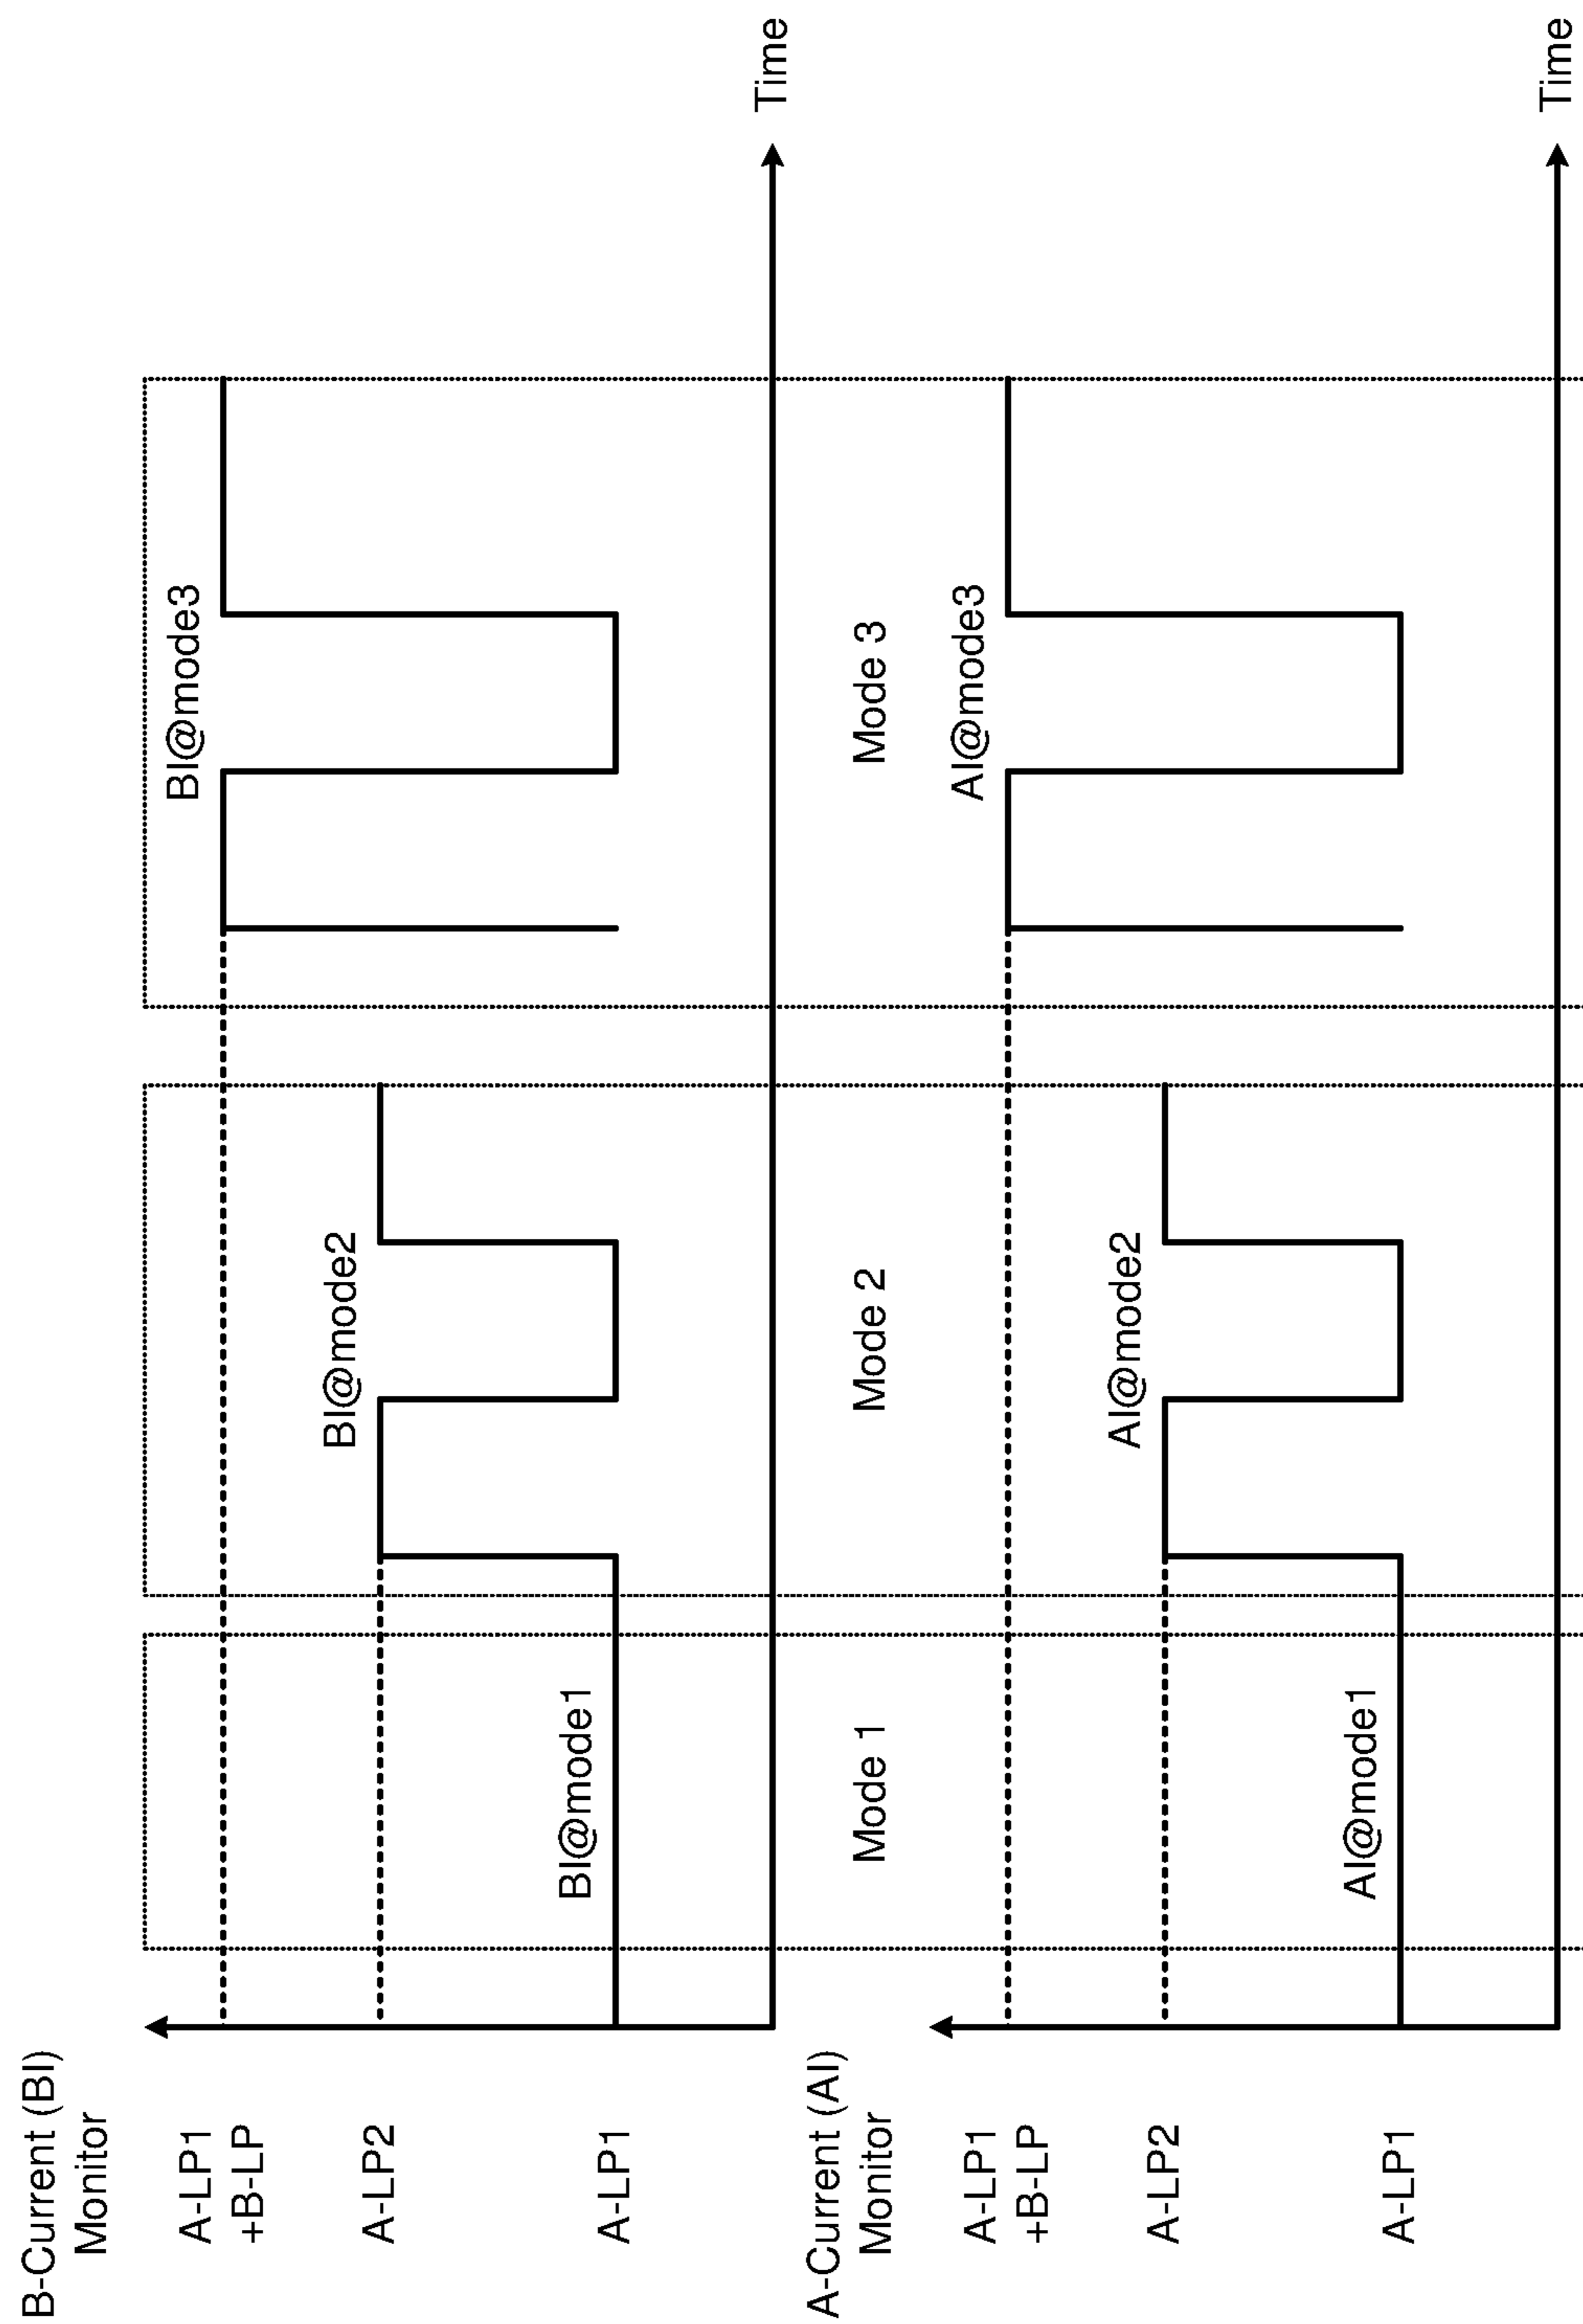 B-Current (BI)
Monitor
A-LP1
+B-LP
A-LP2
A-LP1
BI@mode1
BI@mode2
BI@mode3
Time
Mode 1
Mode 2
Mode 3
A-Current (AI)
Monitor
A-LP1
+B-LP
A-LP2
A-LP1
AI@mode1
AI@mode2
AI@mode3
Time